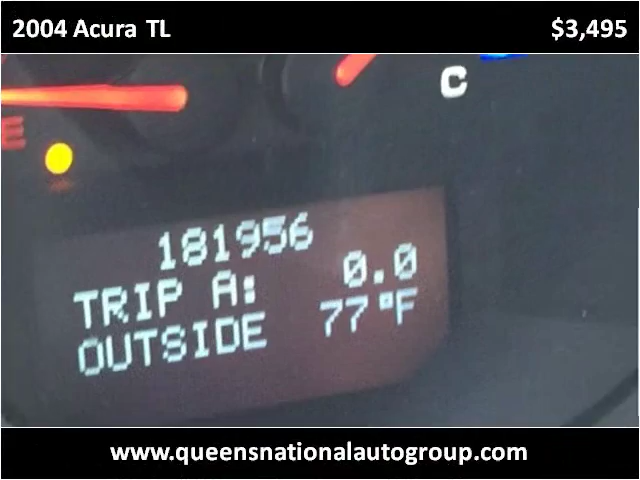 2004 Acura TL $3,495
C
E
181956
TRIP A: 0.0
OUTSIDE 77°F
www.queensnationalautogroup.com